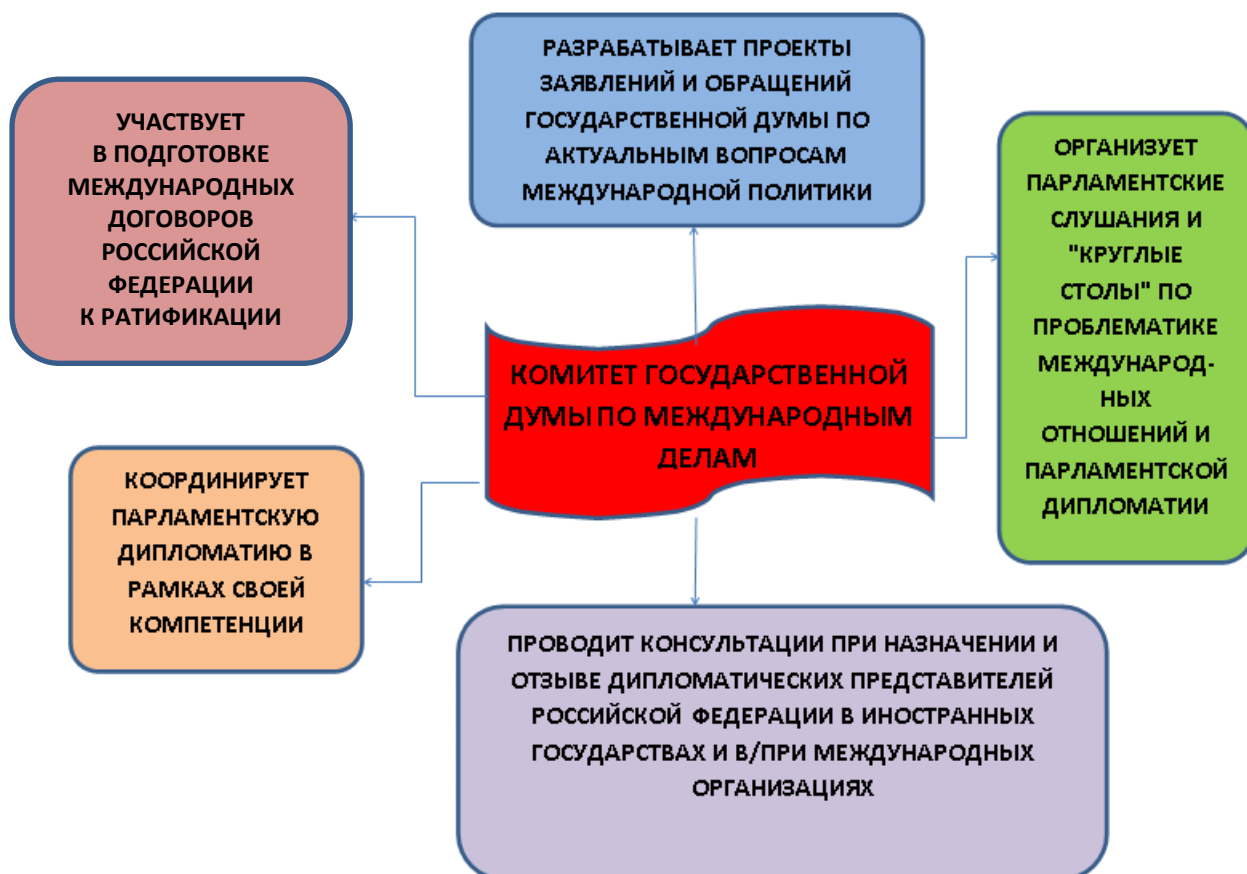 РАЗРАБАТЫВАЕТ ПРОЕКТЫ
ЗАЯВЛЕНИЙ И ОБРАЩЕНИЙ
ГОСУДАРСТВЕННОЙ ДУМЫ ПО
АКТУАЛЬНЫМ ВОПРОСАМ
МЕЖДУНАРОДНОЙ ПОЛИТИКИ
УЧАСТВУЕТ
В ПОДГОТОВКЕ
МЕЖДУНАРОДНЫХ
ДОГОВОРОВ
РОССИЙСКОЙ
ФЕДЕРАЦИИ
К РАТИФИКАЦИИ
ОРГАНИЗУЕТ
ПАРЛАМЕНТСКИЕ
СЛУШАНИЯ И
"КРУГЛЫЕ
СТОЛЫ" ПО
ПРОБЛЕМАТИКЕ
МЕЖДУНАРОД-
НЫХ
ОТНОШЕНИЙ И
ПАРЛАМЕНТСКОЙ
ДИПЛОМАТИИ
КОМИТЕТ ГОСУДАРСТВЕННОЙ
ДУМЫ ПО МЕЖДУНАРОДНЫМ
ДЕЛАМ
КООРДИНИРУЕТ
ПАРЛАМЕНТСКУЮ
ДИПЛОМАТИЮ В
РАМКАХ СВОЕЙ
КОМПЕТЕНЦИИ
ПРОВОДИТ КОНСУЛЬТАЦИИ ПРИ НАЗНАЧЕНИИ И
ОТЗЫВЕ ДИПЛОМАТИЧЕСКИХ ПРЕДСТАВИТЕЛЕЙ
РОССИЙСКОЙ ФЕДЕРАЦИИ В ИНОСТРАННЫХ
ГОСУДАРСТВАХ И В/ПРИ МЕЖДУНАРОДНЫХ
ОРГАНИЗАЦИЯХ